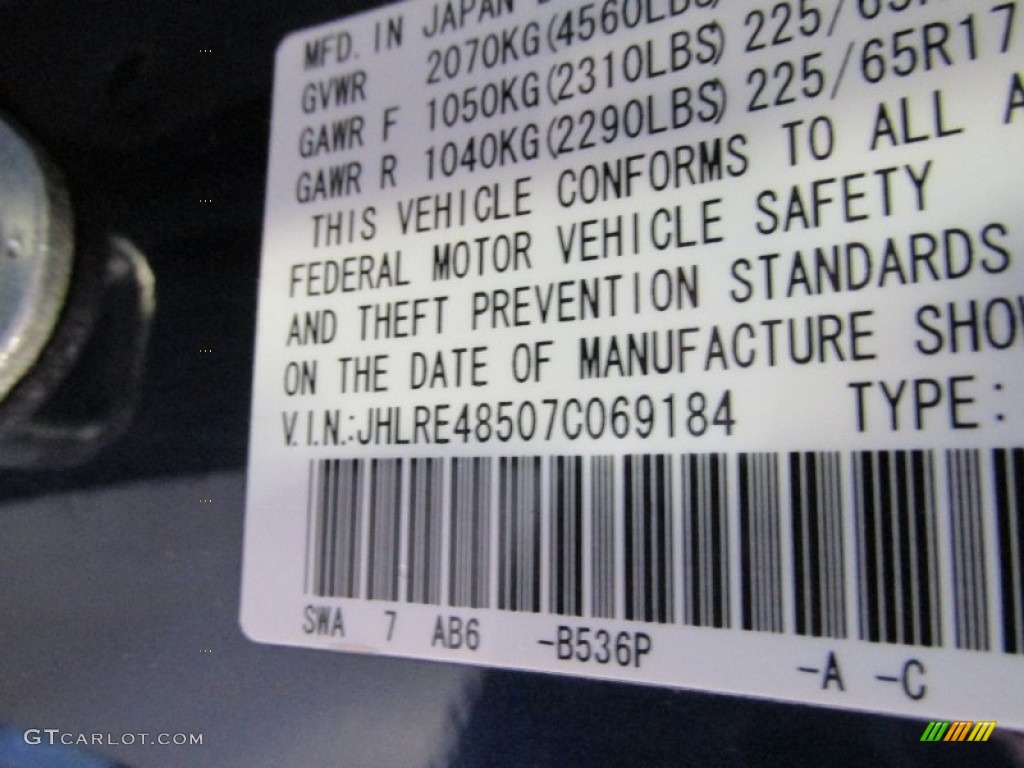 MFD. IN JAPAN
GVWR 2070KG(4560LBS)
GAWR F 1050KG(2310LBS) 225/65R
GAWR R 1040KG(2290LBS) 225/65R17
THIS VEHICLE CONFORMS TO ALL A
FEDERAL MOTOR VEHICLE SAFETY
AND THEFT PREVENTION STANDARDS
ON THE DATE OF MANUFACTURE SHO
V.I.N.:JHLRE48507C069184 TYPE:
SWA 7 AB6 -B536P -A -C
GTCARLOT.COM